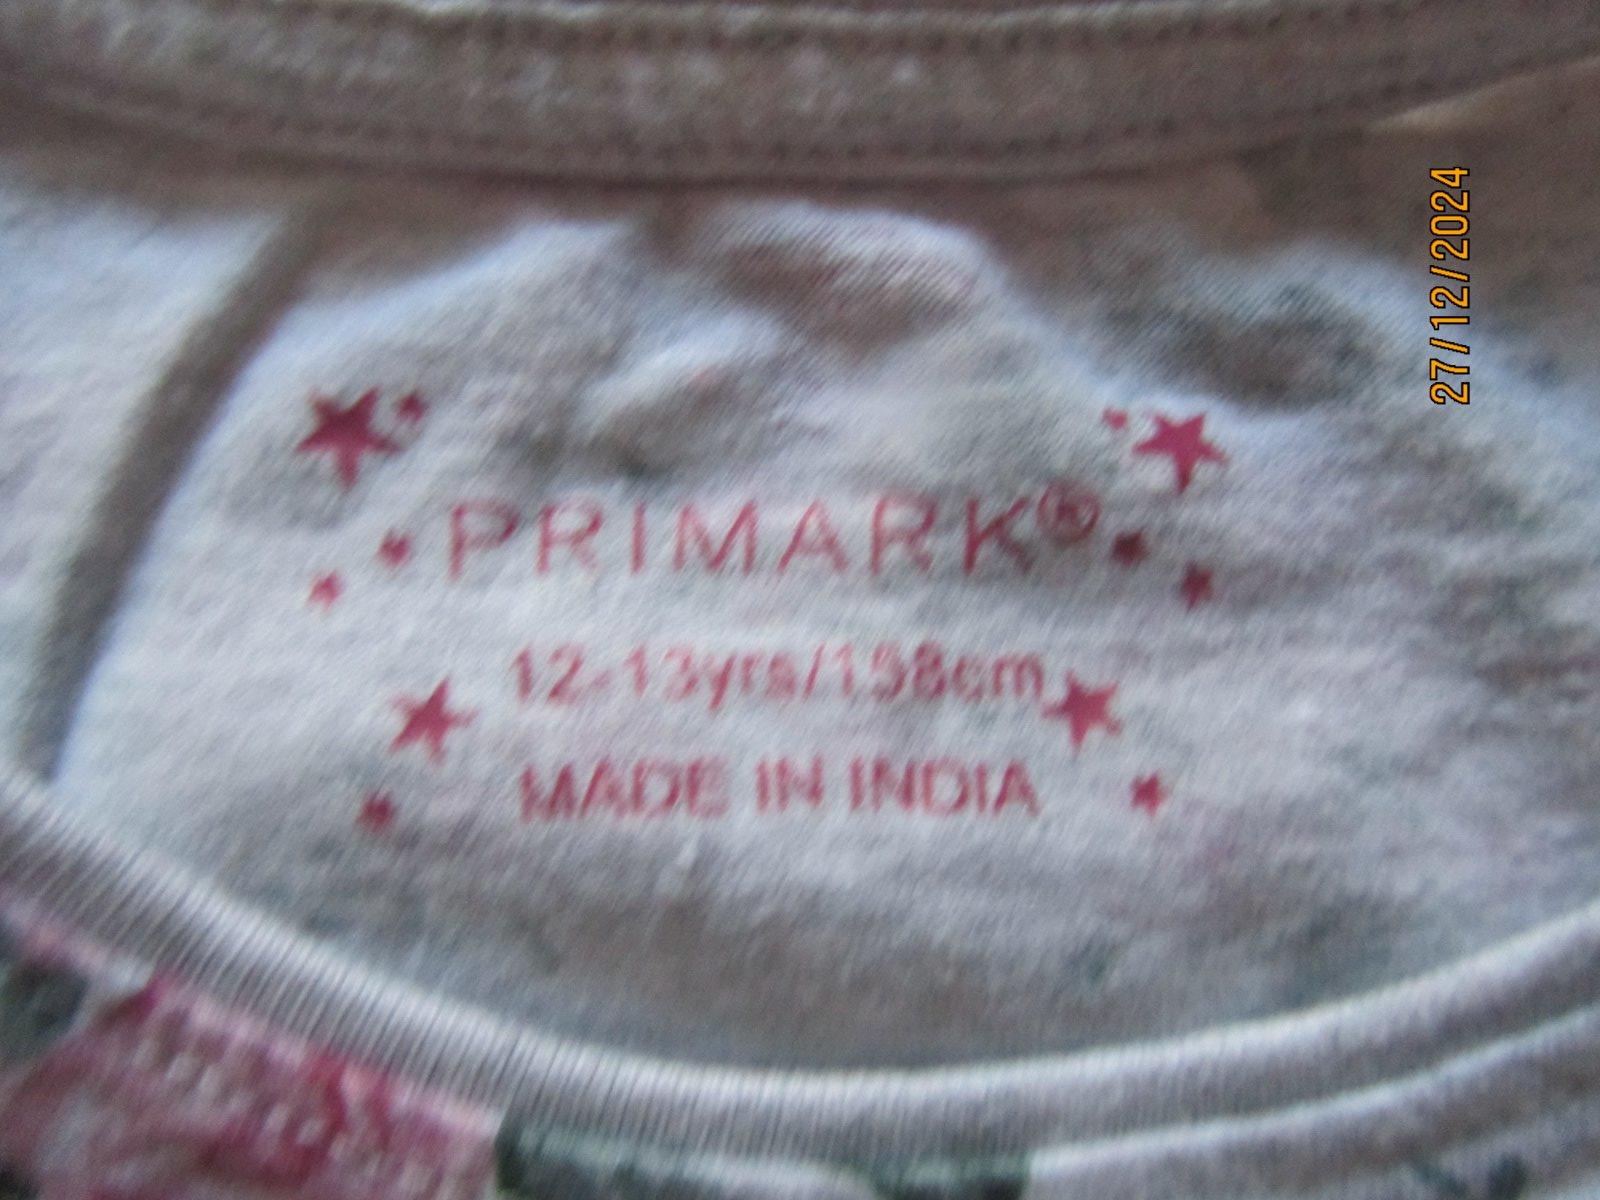 PRIMARK®
12-13yrs/158cm
MADE IN INDIA
27/12/2024